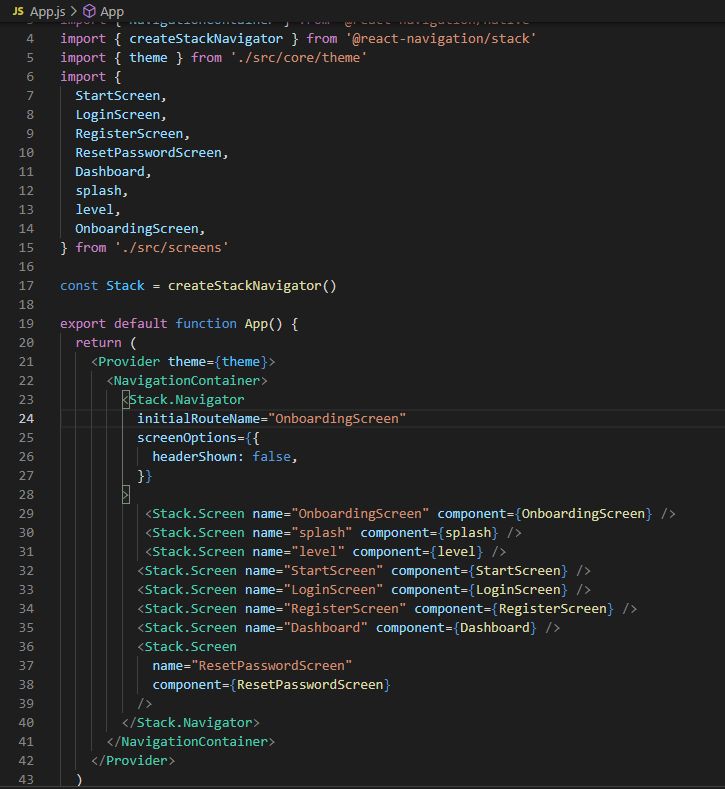 JS App.js > App
3 import { NavigationContainer } from '@react-navigation/native'
4 import { createStackNavigator } from '@react-navigation/stack'
5 import { theme } from './src/core/theme'
6 import {
7 StartScreen,
8 LoginScreen,
9 RegisterScreen,
10 ResetPasswordScreen,
11 Dashboard,
12 splash,
13 level,
14 OnboardingScreen,
15 } from './src/screens'
16
17 const Stack = createStackNavigator()
18
19 export default function App() {
20 return (
21 <Provider theme={theme}>
22 <NavigationContainer>
23 <Stack.Navigator
24 initialRouteName="OnboardingScreen"
25 screenOptions={{
26 headerShown: false,
27 }}
28 >
29 <Stack.Screen name="OnboardingScreen" component={OnboardingScreen} />
30 <Stack.Screen name="splash" component={splash} />
31 <Stack.Screen name="level" component={level} />
32 <Stack.Screen name="StartScreen" component={StartScreen} />
33 <Stack.Screen name="LoginScreen" component={LoginScreen} />
34 <Stack.Screen name="RegisterScreen" component={RegisterScreen} />
35 <Stack.Screen name="Dashboard" component={Dashboard} />
36 <Stack.Screen
37 name="ResetPasswordScreen"
38 component={ResetPasswordScreen}
39 />
40 </Stack.Navigator>
41 </NavigationContainer>
42 </Provider>
43 )